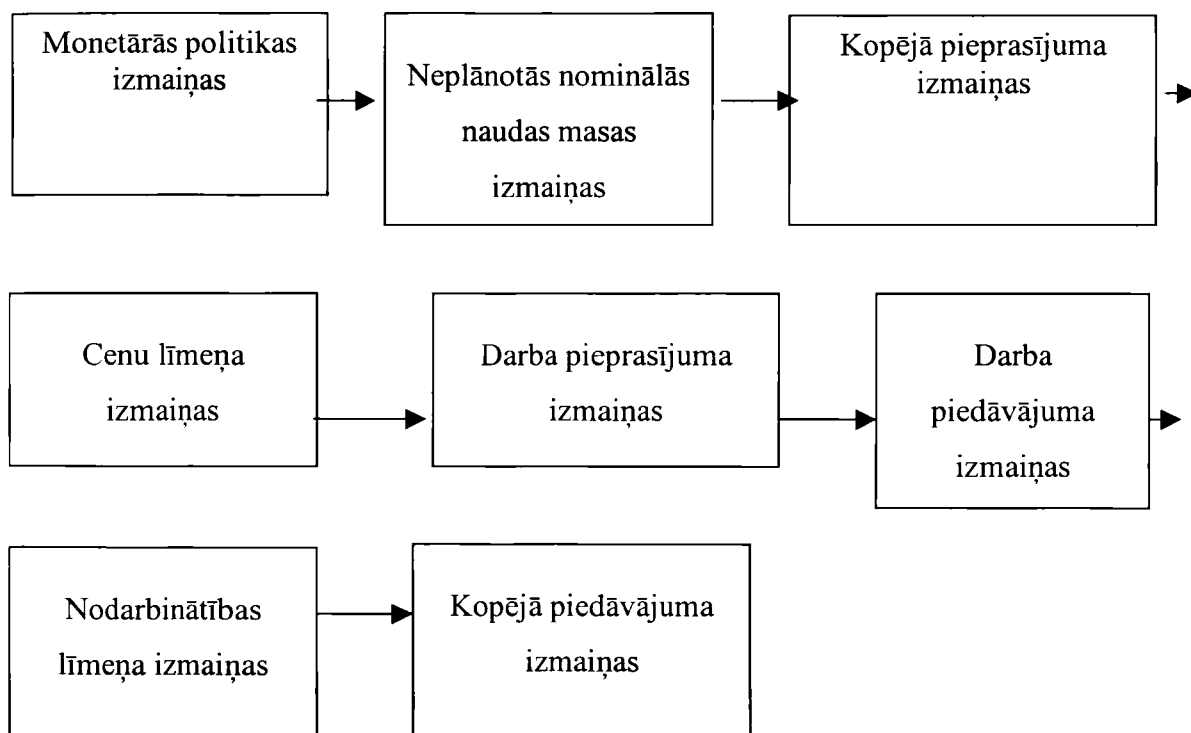 Monetārās politikas
izmaiņas
Neplānotās nominālās
naudas masas
izmaiņas
Kopējā pieprasījuma
izmaiņas
Cenu līmeņa
izmaiņas
Darba pieprasījuma
izmaiņas
Darba
piedāvājuma
izmaiņas
Nodarbinātības
līmeņa izmaiņas
Kopējā piedāvājuma
izmaiņas